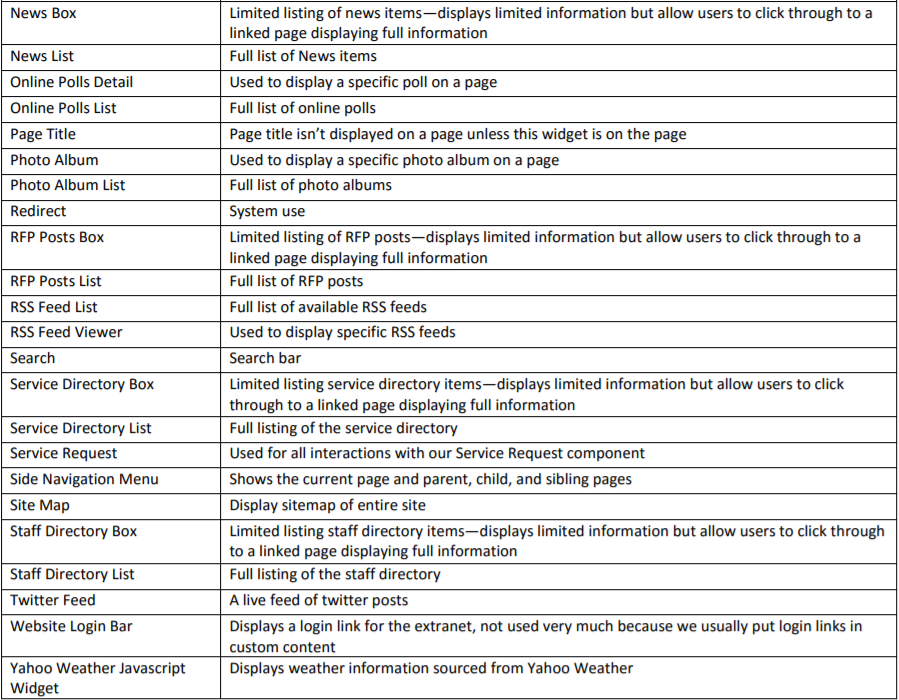 News Box
Limited listing of news items—displays limited information but allow users to click through to a
linked page displaying full information
News List
Full list of News items
Online Polls Detail
Used to display a specific poll on a page
Online Polls List
Full list of online polls
Page Title
Page title isn't displayed on a page unless this widget is on the page
Photo Album
Used to display a specific photo album on a page
Photo Album List
Full list of photo albums
Redirect
System use
RFP Posts Box
Limited listing of RFP posts—displays limited information but allow users to click through to a
linked page displaying full information
RFP Posts List
Full list of RFP posts
RSS Feed List
Full list of available RSS feeds
RSS Feed Viewer
Used to display specific RSS feeds
Search
Search bar
Service Directory Box
Limited listing service directory items—displays limited information but allow users to click
through to a linked page displaying full information
Service Directory List
Full listing of the service directory
Service Request
Used for all interactions with our Service Request component
Side Navigation Menu
Shows the current page and parent, child, and sibling pages
Site Map
Display sitemap of entire site
Staff Directory Box
Limited listing staff directory items—displays limited information but allow users to click through
to a linked page displaying full information
Staff Directory List
Full listing of the staff directory
Twitter Feed
A live feed of twitter posts
Website Login Bar
Displays a login link for the extranet, not used very much because we usually put login links in
custom content
Yahoo Weather Javascript
Widget
Displays weather information sourced from Yahoo Weather